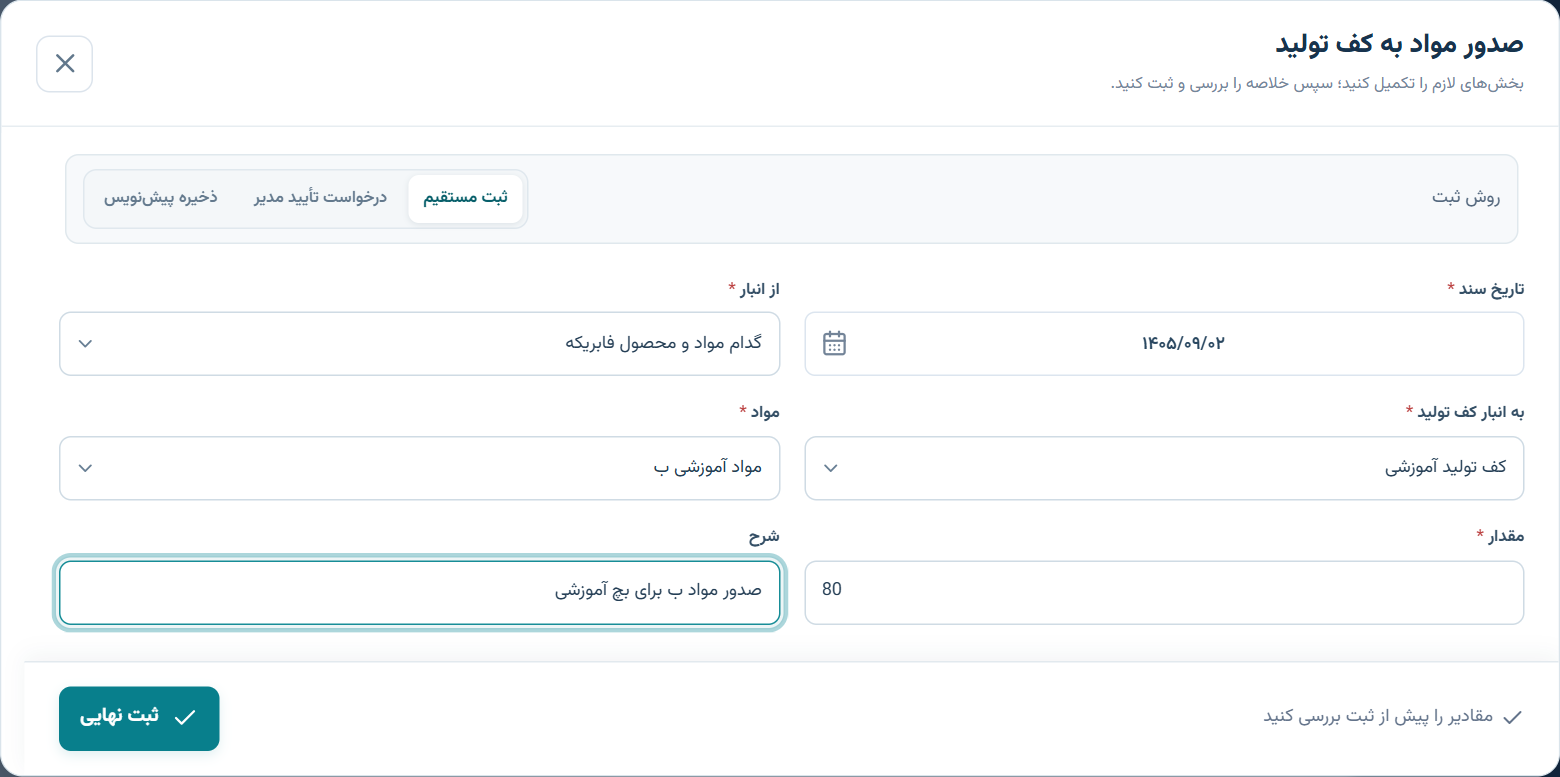 صدور مواد به کف تولید
بخش‌های لازم را تکمیل کنید؛ سپس خلاصه را بررسی و ثبت کنید.
روش ثبت
ثبت مستقیم
درخواست تأیید مدیر
ذخیره پیش‌نویس
تاریخ سند *
۱۴۰۵/۰۹/۰۲
از انبار *
گدام مواد و محصول فابریکه
به انبار کف تولید *
کف تولید آموزشی
مواد *
مواد آموزشی ب
مقدار *
80
شرح
صدور مواد ب برای بچ آموزشی
مقادیر را پیش از ثبت بررسی کنید
ثبت نهایی